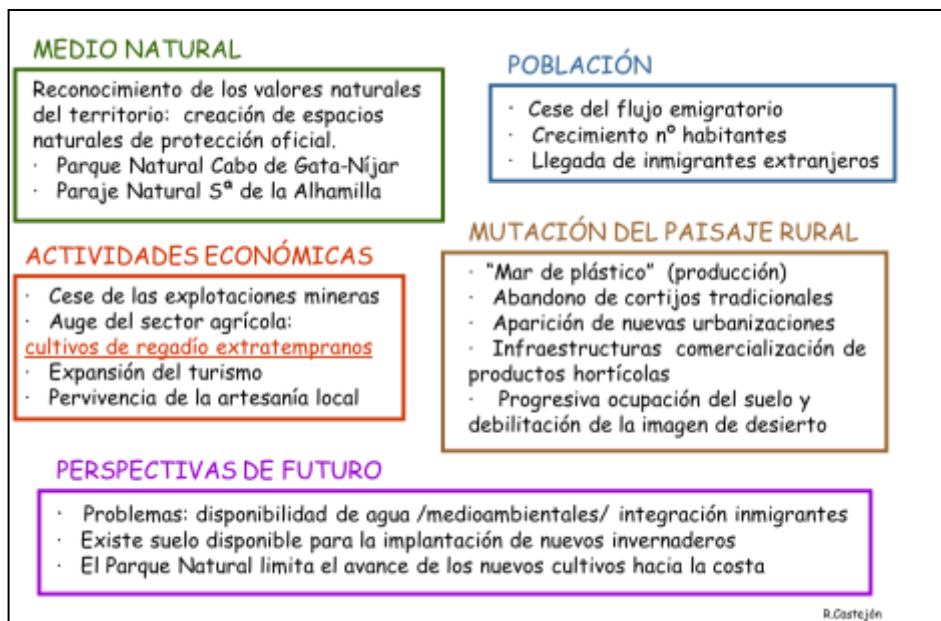 MEDIO NATURAL
Reconocimiento de los valores naturales
del territorio: creación de espacios
naturales de protección oficial.
· Parque Natural Cabo de Gata-Níjar
· Paraje Natural Sª de la Alhamilla
POBLACIÓN
· Cese del flujo emigratorio
· Crecimiento nº habitantes
· Llegada de inmigrantes extranjeros
ACTIVIDADES ECONÓMICAS
· Cese de las explotaciones mineras
· Auge del sector agrícola:
cultivos de regadío extratempranos
· Expansión del turismo
· Pervivencia de la artesanía local
MUTACIÓN DEL PAISAJE RURAL
· “Mar de plástico” (producción)
· Abandono de cortijos tradicionales
· Aparición de nuevas urbanizaciones
· Infraestructuras comercialización de
productos hortícolas
· Progresiva ocupación del suelo y
debilitación de la imagen de desierto
PERSPECTIVAS DE FUTURO
· Problemas: disponibilidad de agua /medioambientales/ integración inmigrantes
· Existe suelo disponible para la implantación de nuevos invernaderos
· El Parque Natural limita el avance de los nuevos cultivos hacia la costa
R.Castejón